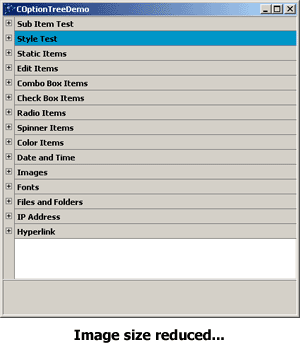 COptionTreeDemo
Sub Item Test
Style Test
Static Items
Edit Items
Combo Box Items
Check Box Items
Radio Items
Spinner Items
Color Items
Date and Time
Images
Fonts
Files and Folders
IP Address
Hyperlink
Image size reduced...